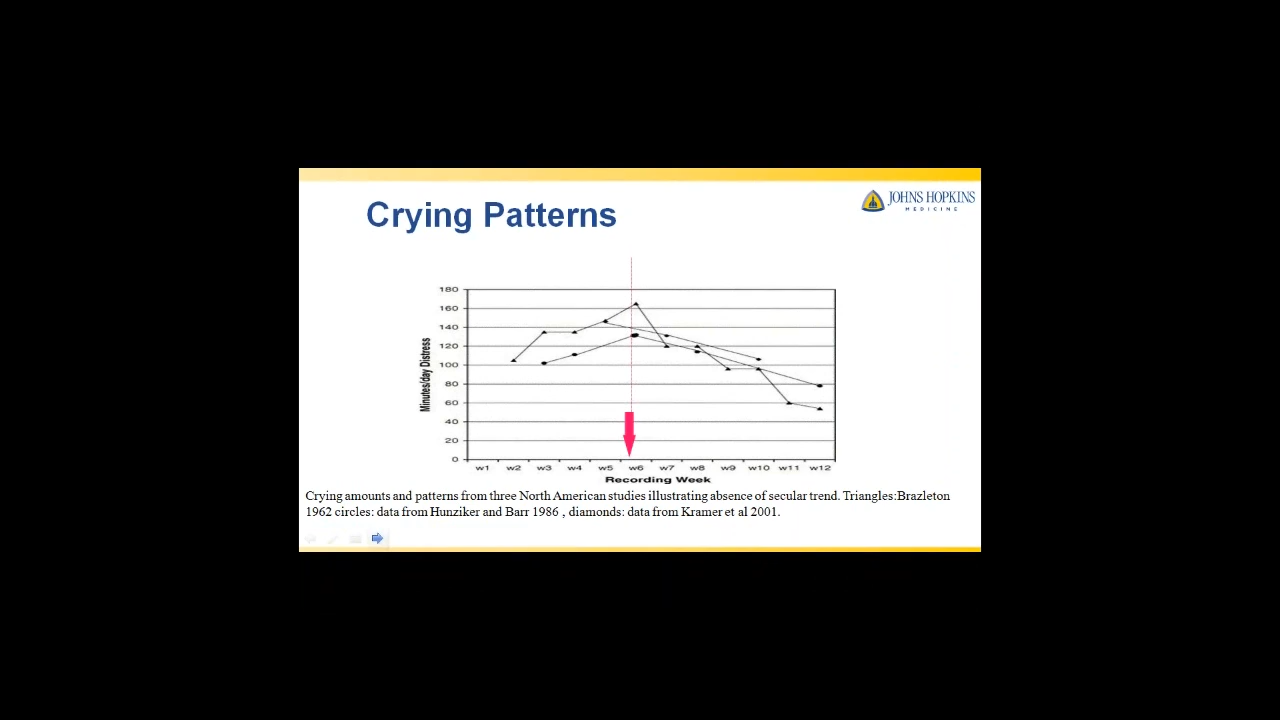 JOHNS HOPKINS
MEDICINE
Crying Patterns
180
160
140
120
100
80
60
40
20
0
Minutes/day Distress
w1 w2 w3 w4 w5 w6 w7 w8 w9 w10 w11 w12
Recording Week
Crying amounts and patterns from three North American studies illustrating absence of secular trend. Triangles:Brazleton
1962 circles: data from Hunziker and Barr 1986 , diamonds: data from Kramer et al 2001.